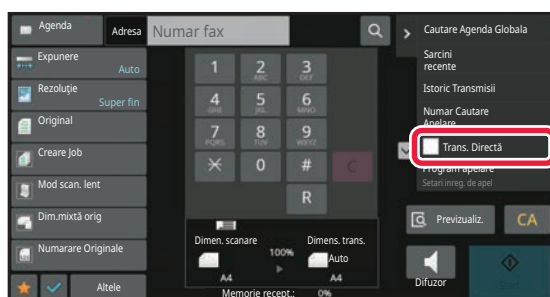 Agenda
Adresa
Numar fax
Expunere
Auto
Rezoluţie
Super fin
Original
Creare Job
Mod scan. lent
Dim.mixtă orig
Numarare Originale
Altele
1
2
ABC
3
DEF
4
GHI
5
JKL
6
MNO
7
PQRS
8
TUV
9
WXYZ
0
#
C
R
Dimen. scanare
100%
Dimens. trans.
Auto
A4
A4
Memorie recept.: 0%
Cautare Agenda Globala
Sarcini
recente
Istoric Transmisii
Numar Cautare
Apelare
Trans. Directă
Program apelare
Setari inreg. de apel
Previzualiz.
CA
Difuzor
Start